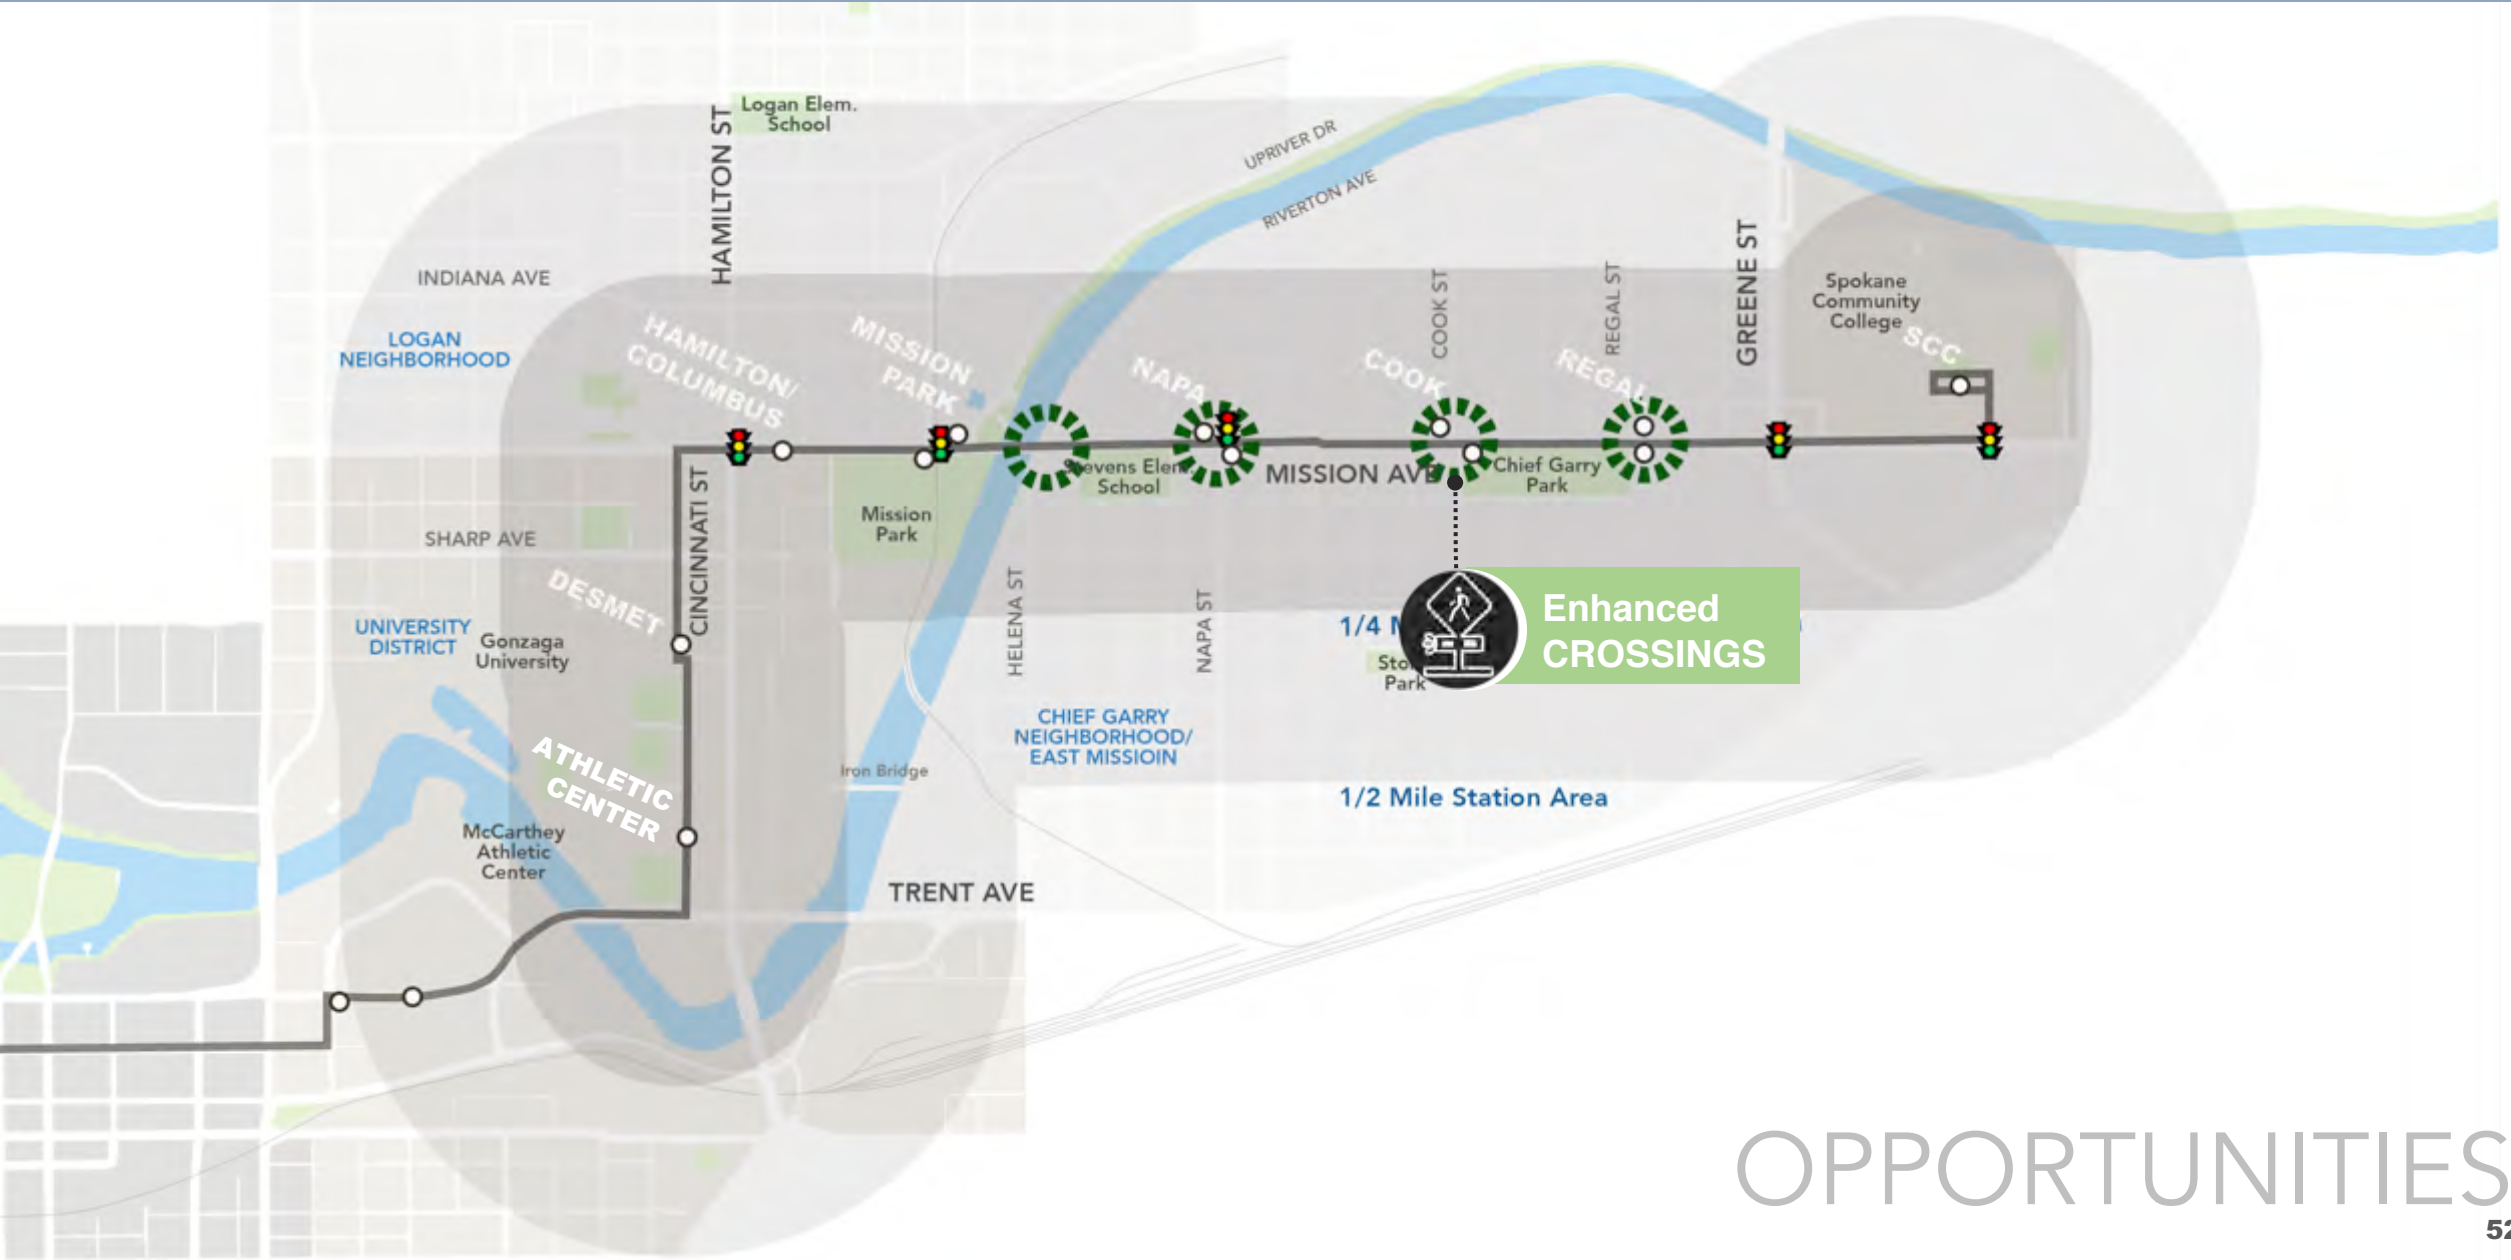 Logan Elem.
School
HAMILTON ST
UPRIVER DR
RIVERTON AVE
INDIANA AVE
LOGAN
NEIGHBORHOOD
HAMILTON/
COLUMBUS
MISSION
PARK
NAPA
COOK
COOK ST
REGAL
REGAL ST
GREENE ST
Spokane
Community
College
SCC
Stevens Elem.
School
MISSION AVE
Chief Garry
Park
Mission
Park
CINCINNATI ST
SHARP AVE
DESMET
UNIVERSITY
DISTRICT
Gonzaga
University
HELENA ST
NAPA ST
1/4 M
Enhanced
CROSSINGS
Park
CHIEF GARRY
NEIGHBORHOOD/
EAST MISSIOIN
ATHLETIC
CENTER
Iron Bridge
1/2 Mile Station Area
McCarthey
Athletic
Center
TRENT AVE
OPPORTUNITIES
52